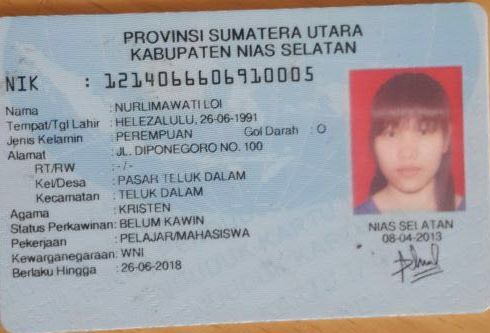 PROVINSI SUMATERA UTARA
KABUPATEN NIAS SELATAN
NIK : 1214066606910005
Nama : NURLIMAWATI LOI
Tempat/Tgl Lahir : HELEZALULU, 26-06-1991
Jenis Kelamin : PEREMPUAN Gol Darah : O
Alamat : JL. DIPONEGORO NO. 100
RT/RW : -/-
Kel/Desa : PASAR TELUK DALAM
Kecamatan : TELUK DALAM
Agama : KRISTEN
Status Perkawinan: BELUM KAWIN
Pekerjaan : PELAJAR/MAHASISWA
Kewarganegaraan: WNI
Berlaku Hingga : 26-06-2018
NIAS SELATAN
08-04-2013